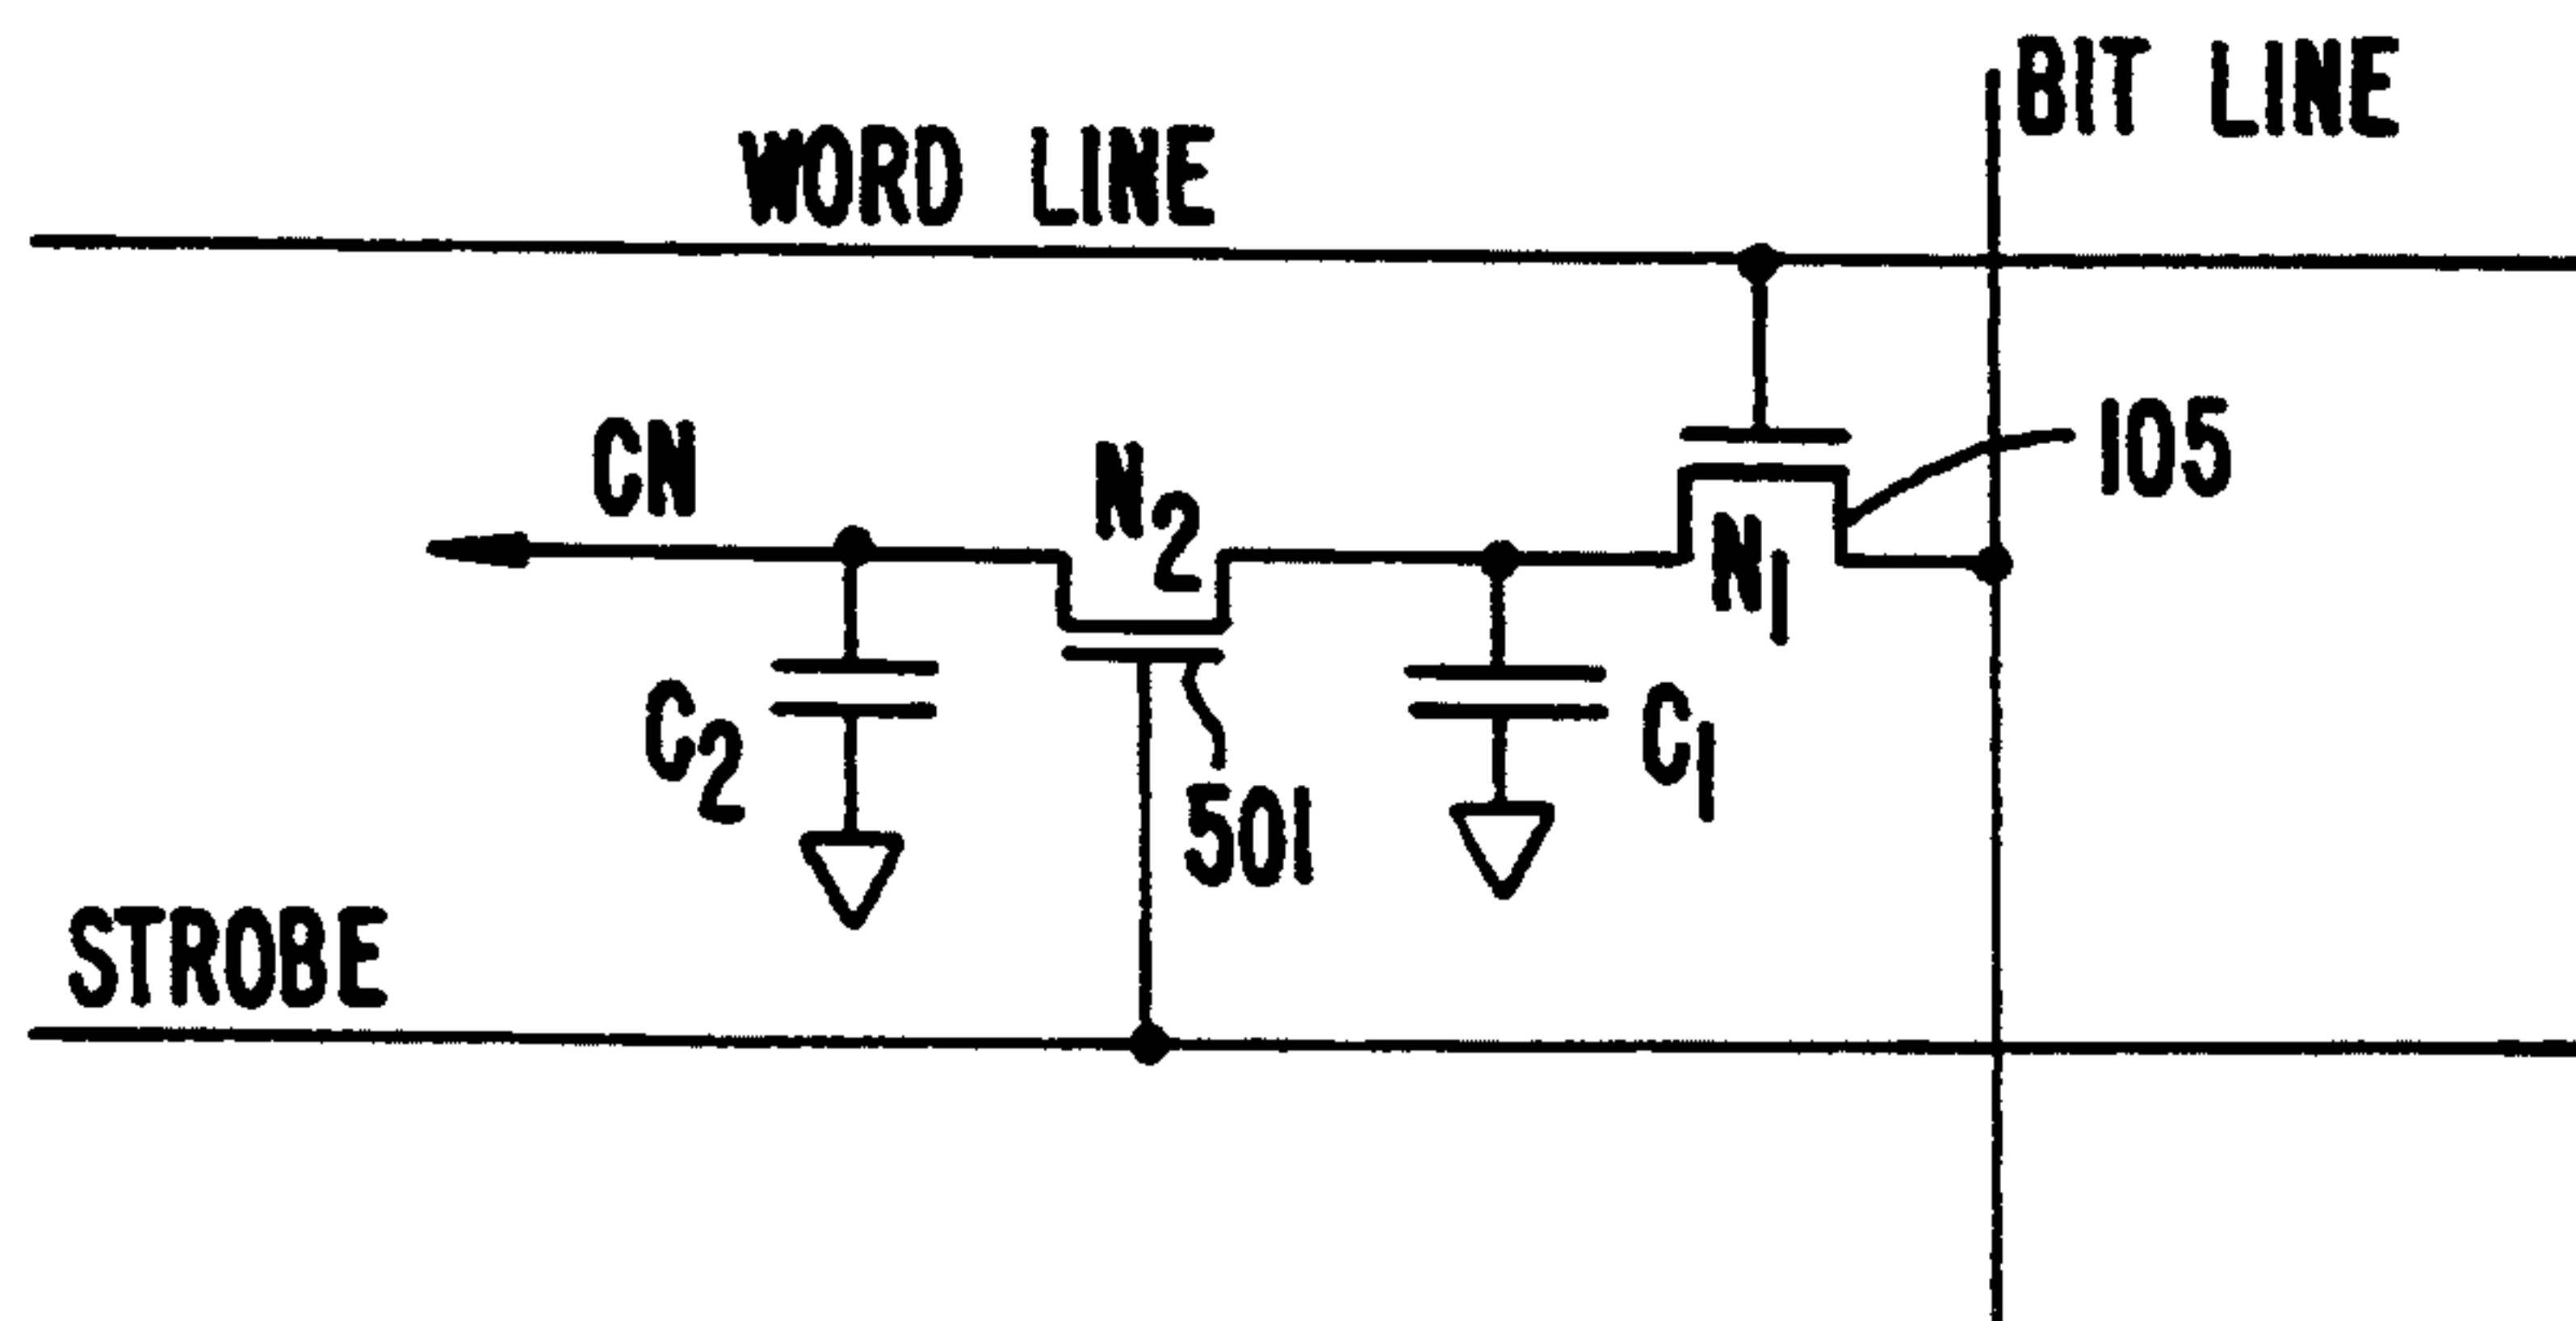 BIT LINE
WORD LINE
105
CN
N2
N1
C2
C1
501
STROBE